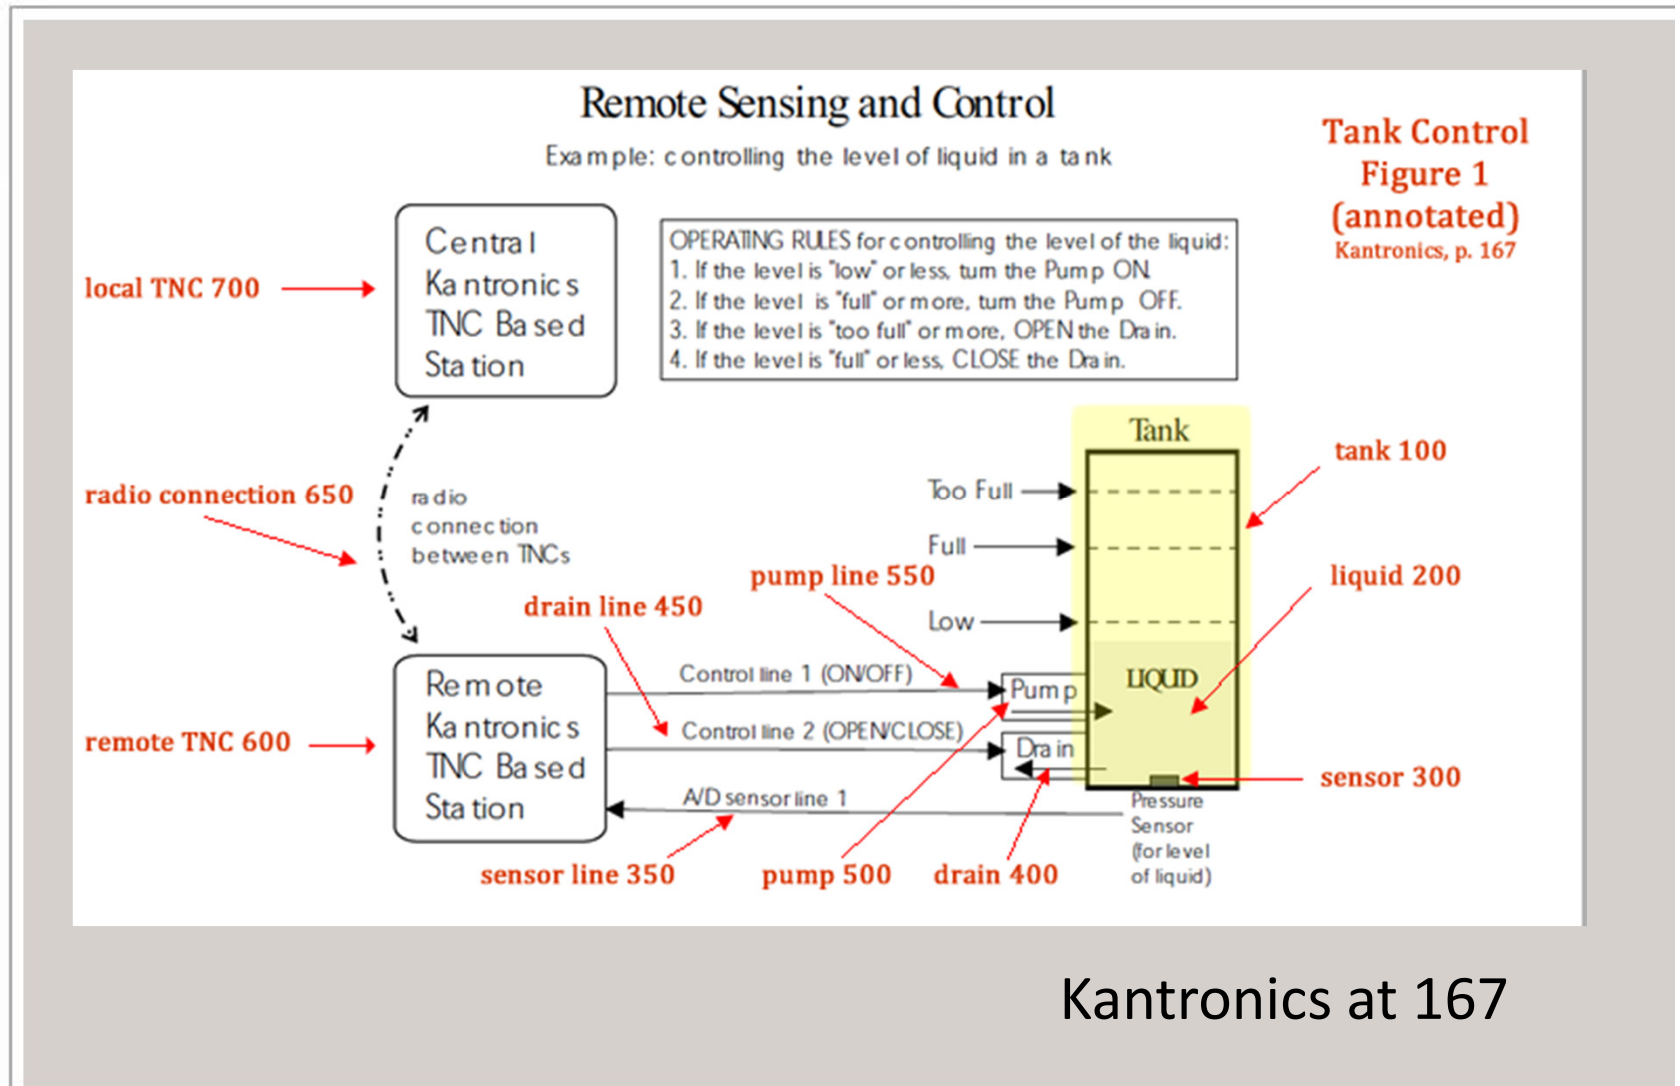 Remote Sensing and Control
Example: controlling the level of liquid in a tank
Tank Control
Figure 1
(annotated)
Kantronics, p. 167
Central
Kantronics
TNC Based
Station
local TNC 700
OPERATING RULES for controlling the level of the liquid:
1. If the level is "low" or less, turn the Pump ON.
2. If the level is "full" or more, turn the Pump OFF.
3. If the level is "too full" or more, OPEN the Drain.
4. If the level is "full" or less, CLOSE the Drain.
Tank
tank 100
Too Full
radio connection 650
radio
connection
between TNCs
Full
pump line 550
liquid 200
drain line 450
Low
Remote
Kantronics
TNC Based
Station
remote TNC 600
Control line 1 (ON/OFF)
Pump
LIQUID
Control line 2 (OPEN/CLOSE)
Drain
sensor 300
A/D sensor line 1
Pressure
Sensor
(for level
of liquid)
sensor line 350
pump 500
drain 400
Kantronics at 167